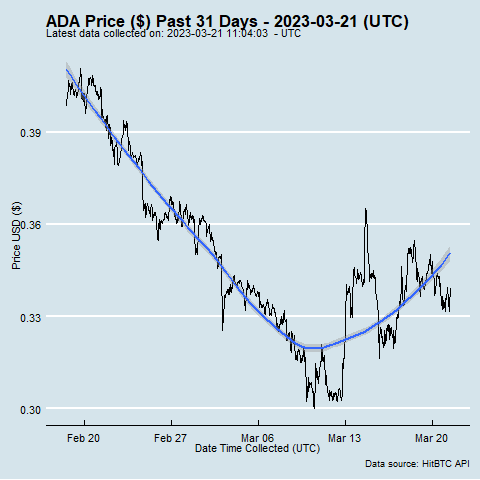 ADA Price ($) Past 31 Days - 2023-03-21 (UTC)
Latest data collected on: 2023-03-21 11:04:03 - UTC
Price USD ($)
0.39
0.36
0.33
0.30
Feb 20 Feb 27 Mar 06 Mar 13 Mar 20
Date Time Collected (UTC)
Data source: HitBTC API